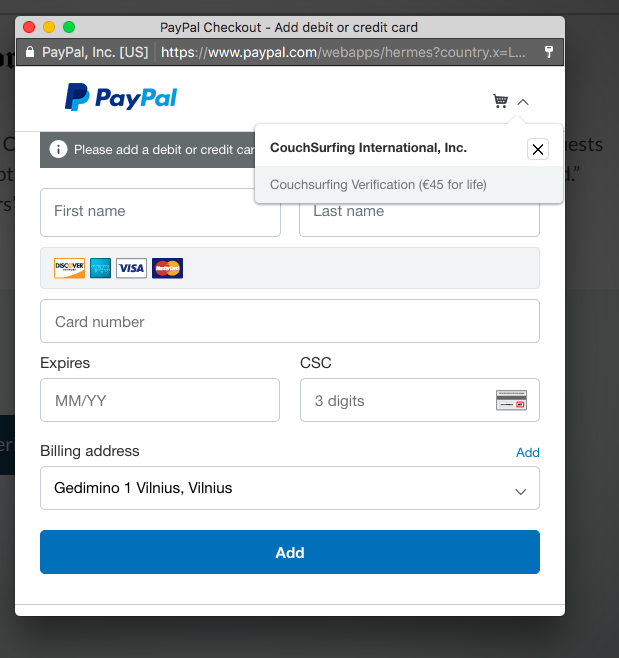 PayPal Checkout - Add debit or credit card
PayPal, Inc. [US] https://www.paypal.com/webapps/hermes?country.x=L...
PayPal
CouchSurfing International, Inc.
Couchsurfing Verification (€45 for life)
Please add a debit or credit car
First name
Last name
DISCOVER VISA MasterCard
Card number
Expires
CSC
MM/YY
3 digits
Billing address
Add
Gedimino 1 Vilnius, Vilnius
Add